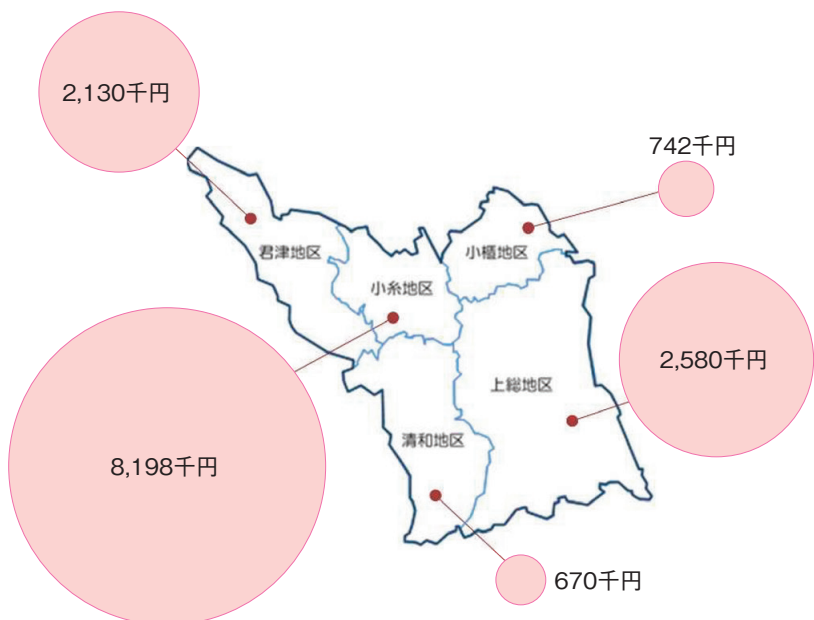 2,130千円
742千円
君津地区
小櫃地区
小糸地区
2,580千円
上総地区
清和地区
8,198千円
670千円